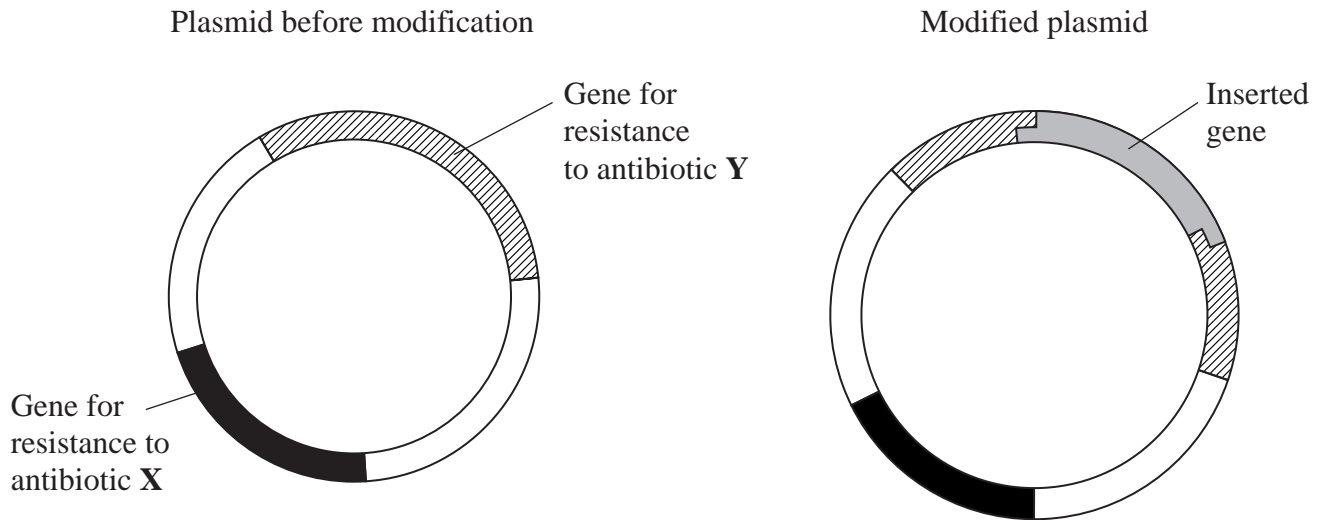 Plasmid before modification
Modified plasmid
Gene for
resistance
to antibiotic Y
Inserted
gene
Gene for
resistance to
antibiotic X